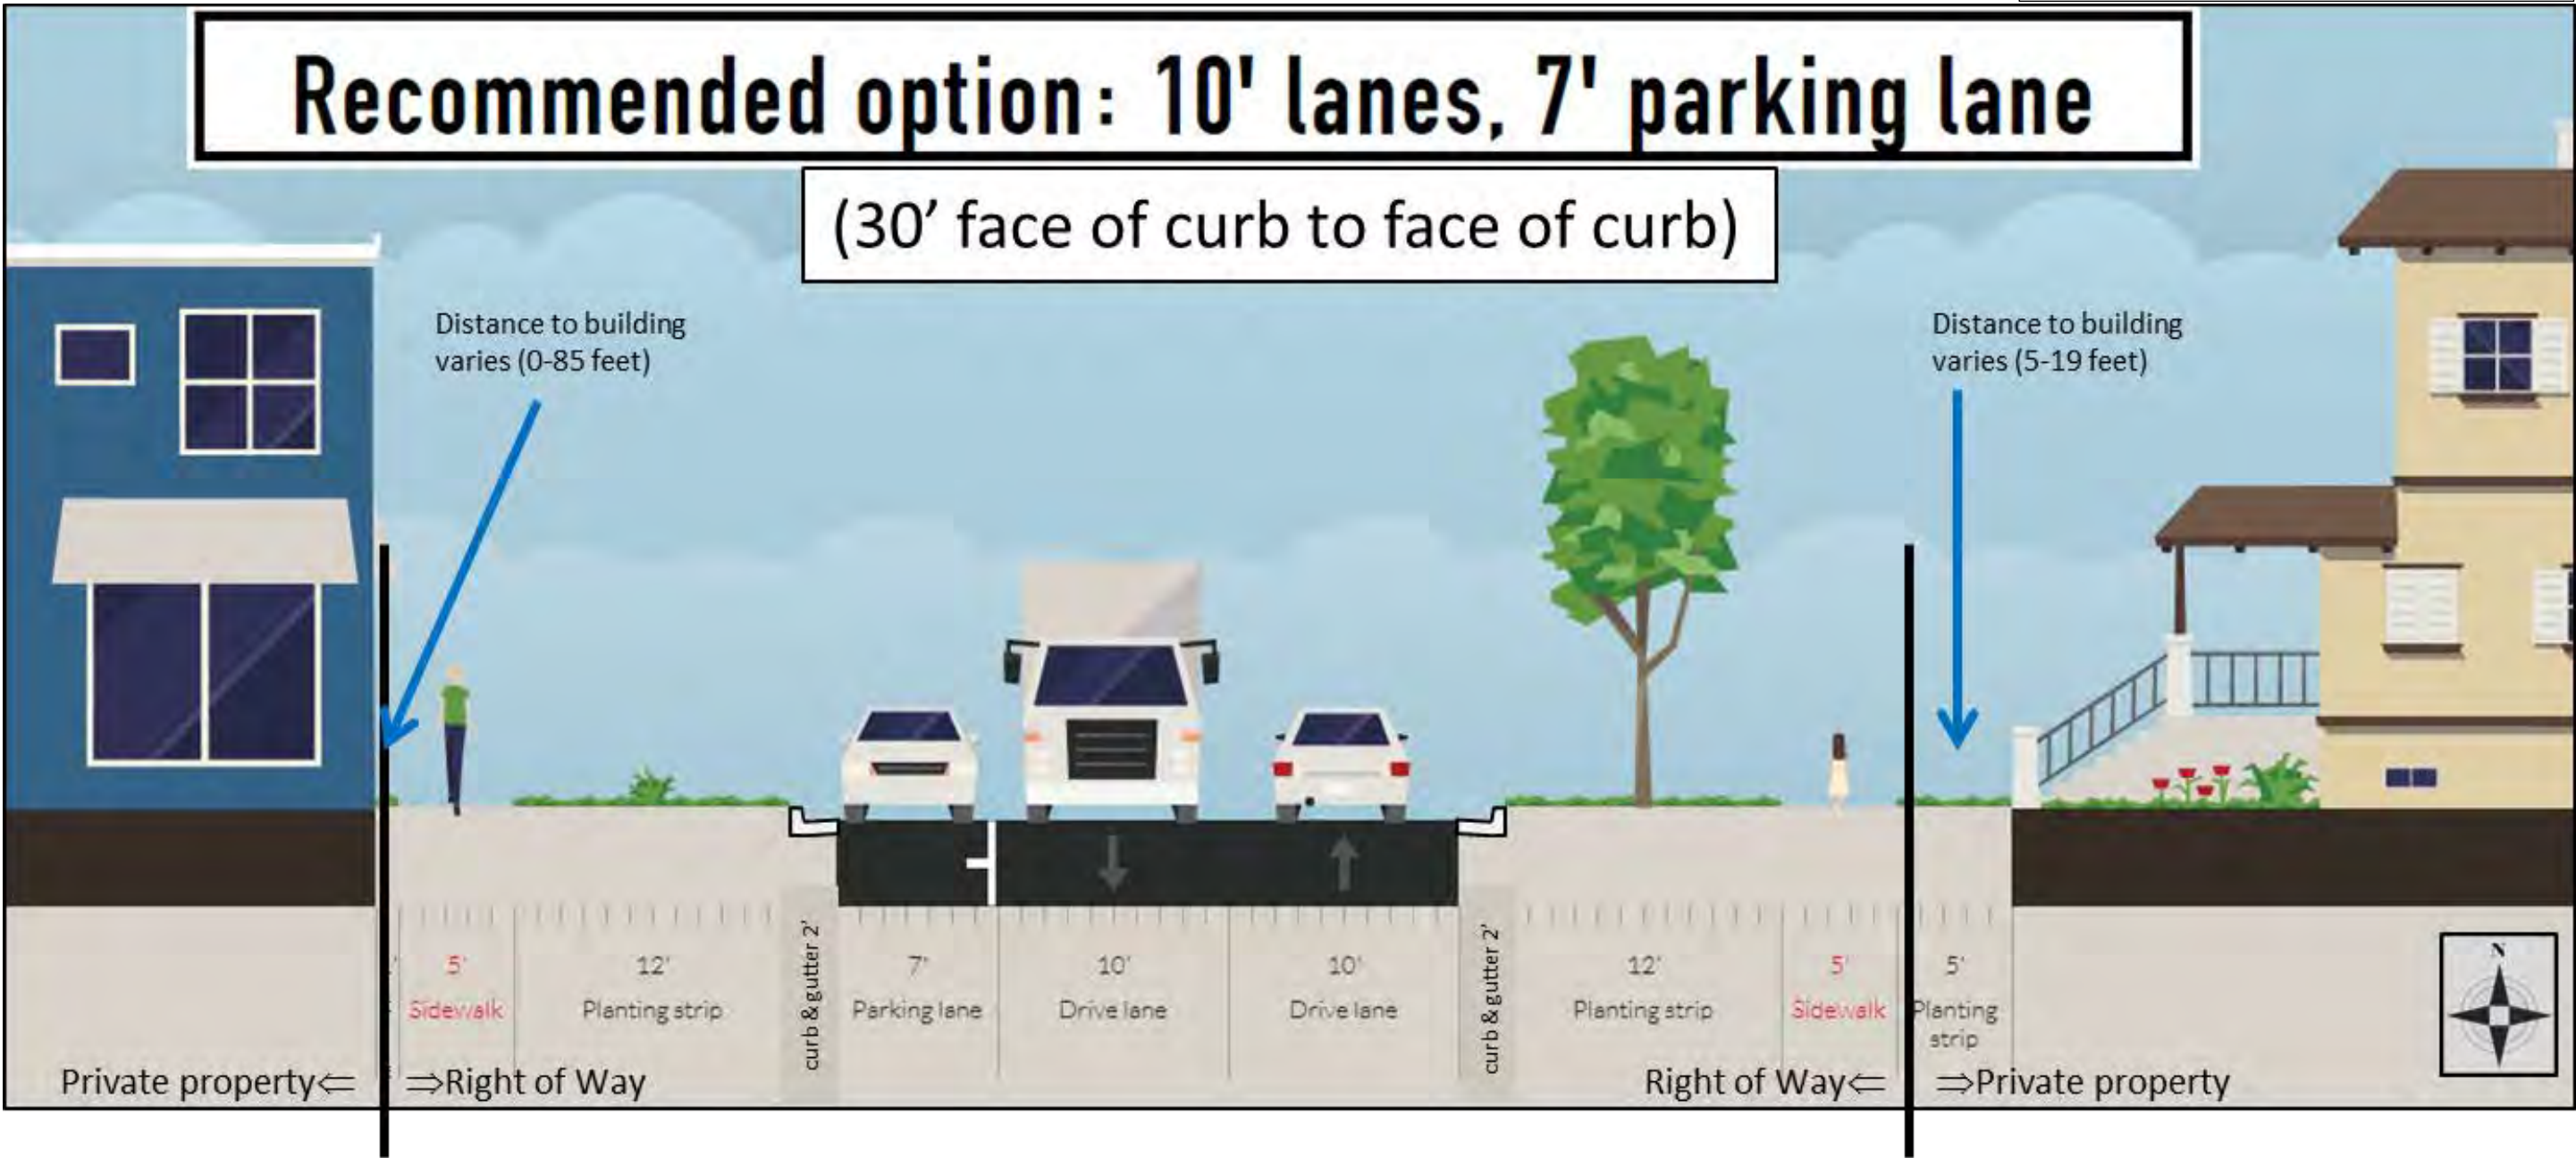 Recommended option: 10' lanes, 7' parking lane
(30’ face of curb to face of curb)
Distance to building
varies (0-85 feet)
Distance to building
varies (5-19 feet)
5'
Sidewalk
12'
Planting strip
curb & gutter 2’
7'
Parking lane
10'
Drive lane
10'
Drive lane
curb & gutter 2’
12'
Planting strip
5'
Sidewalk
5'
Planting
strip
N
Private property⇐
⇒Right of Way
Right of Way⇐
⇒Private property